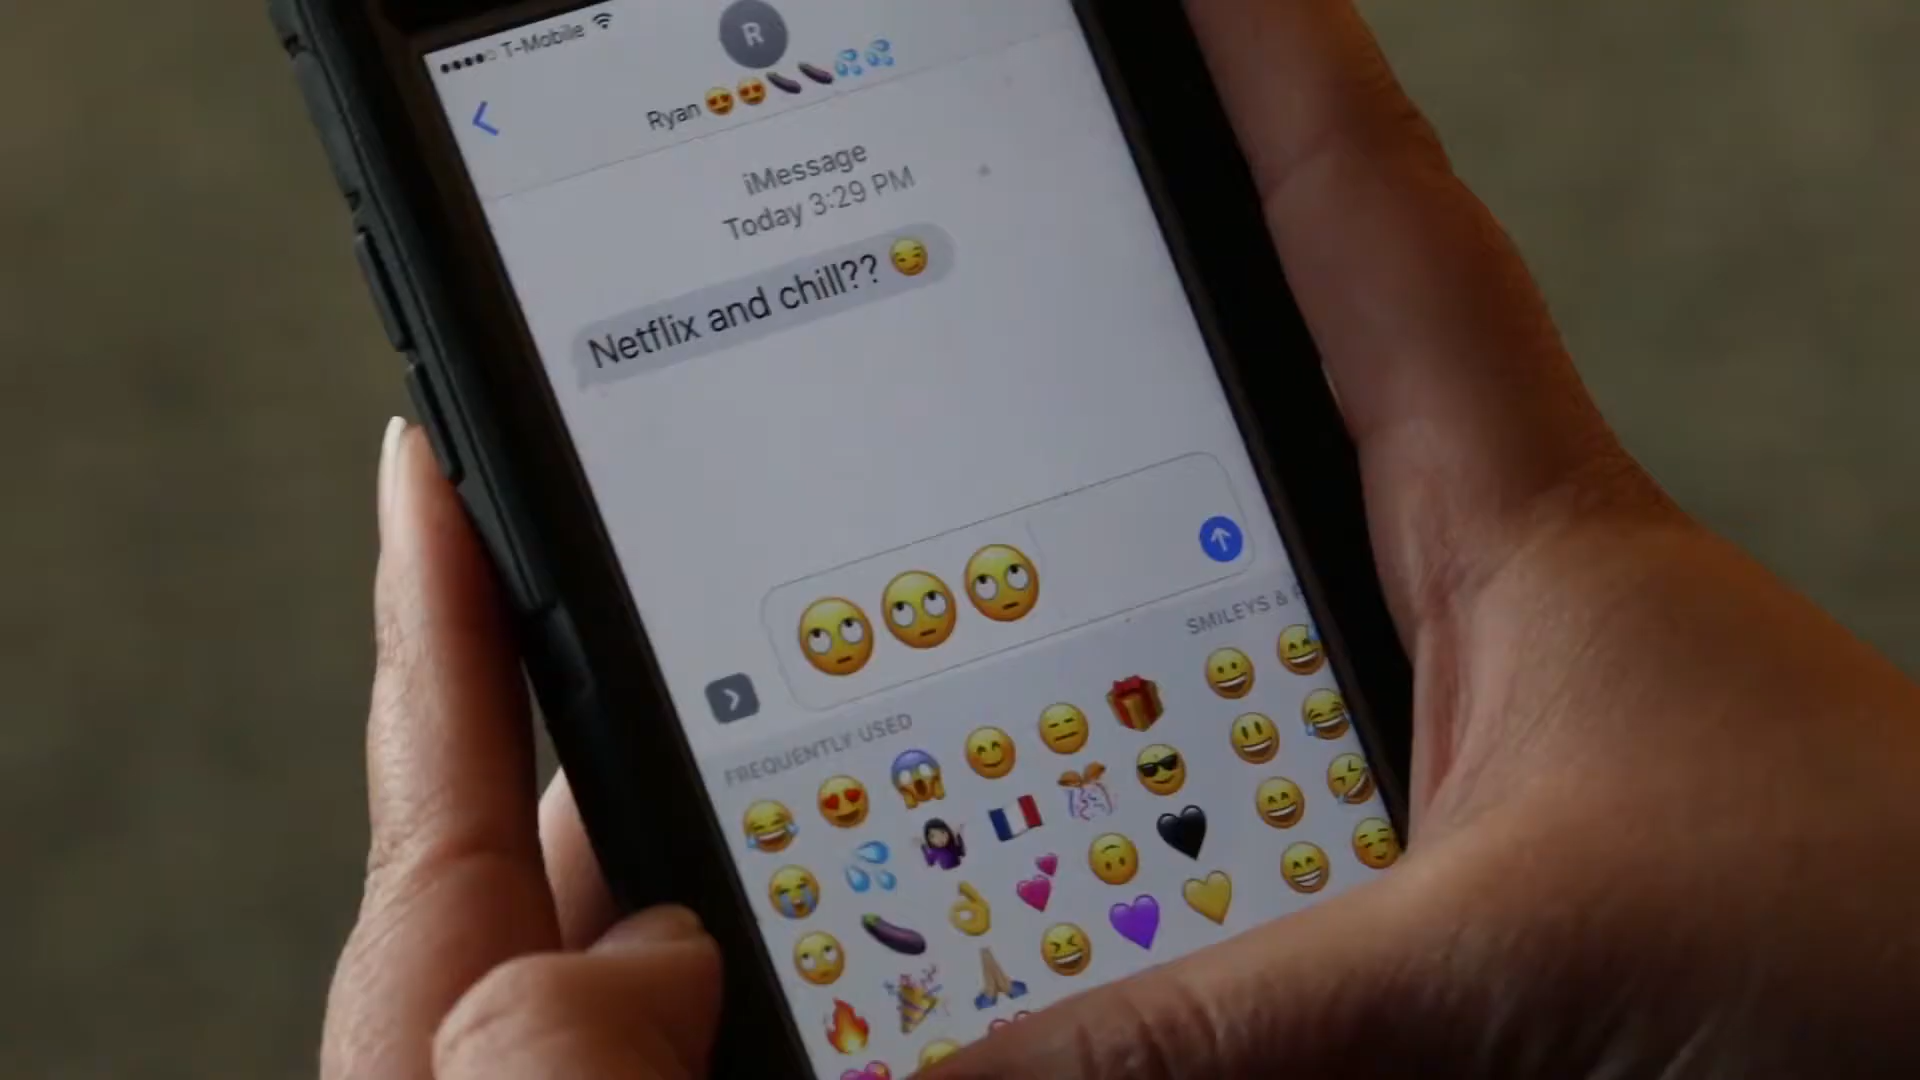 T-Mobile
R
Ryan 😍😍🍆🍆💦💦
iMessage
Today 3:29 PM
Netflix and chill?? 😏
🙄🙄🙄
SMILEYS & P
FREQUENTLY USED